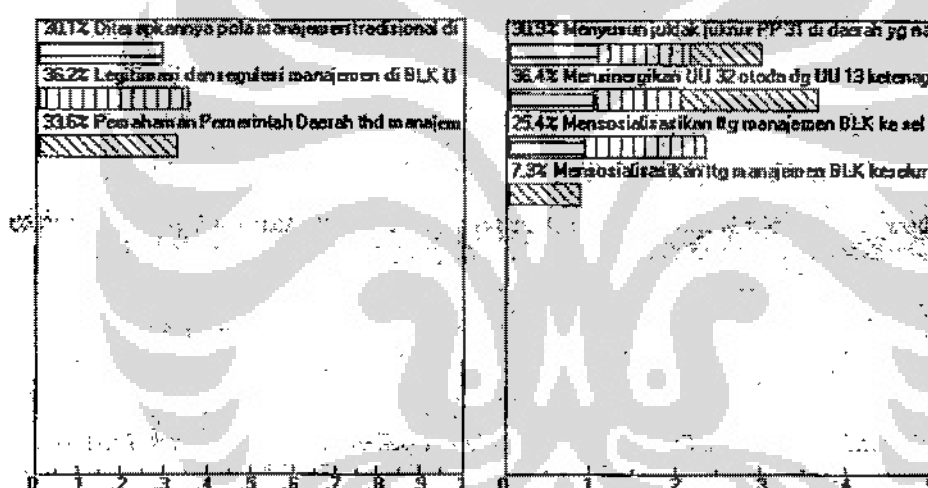 30.1% Diterapkannya pola manajemen tradisional di
36.2% Legitimasi dan regulasi manajemen di BLK U
33.6% Pemahaman Pemerintah Daerah thd manajem
0 .1 .2 .3 .4 .5 .6 .7 .8 .9 1
30.9% Menyusun juklak juknis PP 31 di daerah yg na
36.4% Mensinergikan UU 32 otoda dg UU 13 ketenag
25.4% Mensosialisasikan ttg manajemen BLK ke sel
7.3% Mensosialisasikan ttg manajemen BLK keselur
0 .1 .2 .3 .4 .5